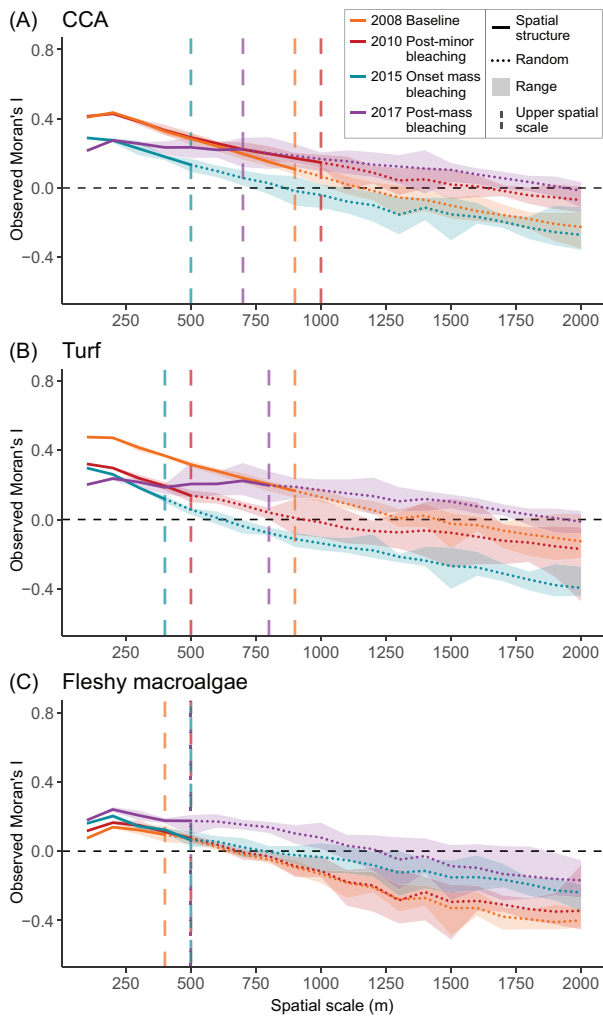 (A) CCA
2008 Baseline
2010 Post-minor
bleaching
2015 Onset mass
bleaching
2017 Post-mass
bleaching
Spatial
structure
Random
Range
Upper spatial
scale
Observed Moran's I
0.8
0.4
0.0
−0.4
250 500 750 1000 1250 1500 1750 2000
(B) Turf
Observed Moran's I
0.8
0.4
0.0
−0.4
250 500 750 1000 1250 1500 1750 2000
(C) Fleshy macroalgae
Observed Moran's I
0.8
0.4
0.0
−0.4
250 500 750 1000 1250 1500 1750 2000
Spatial scale (m)